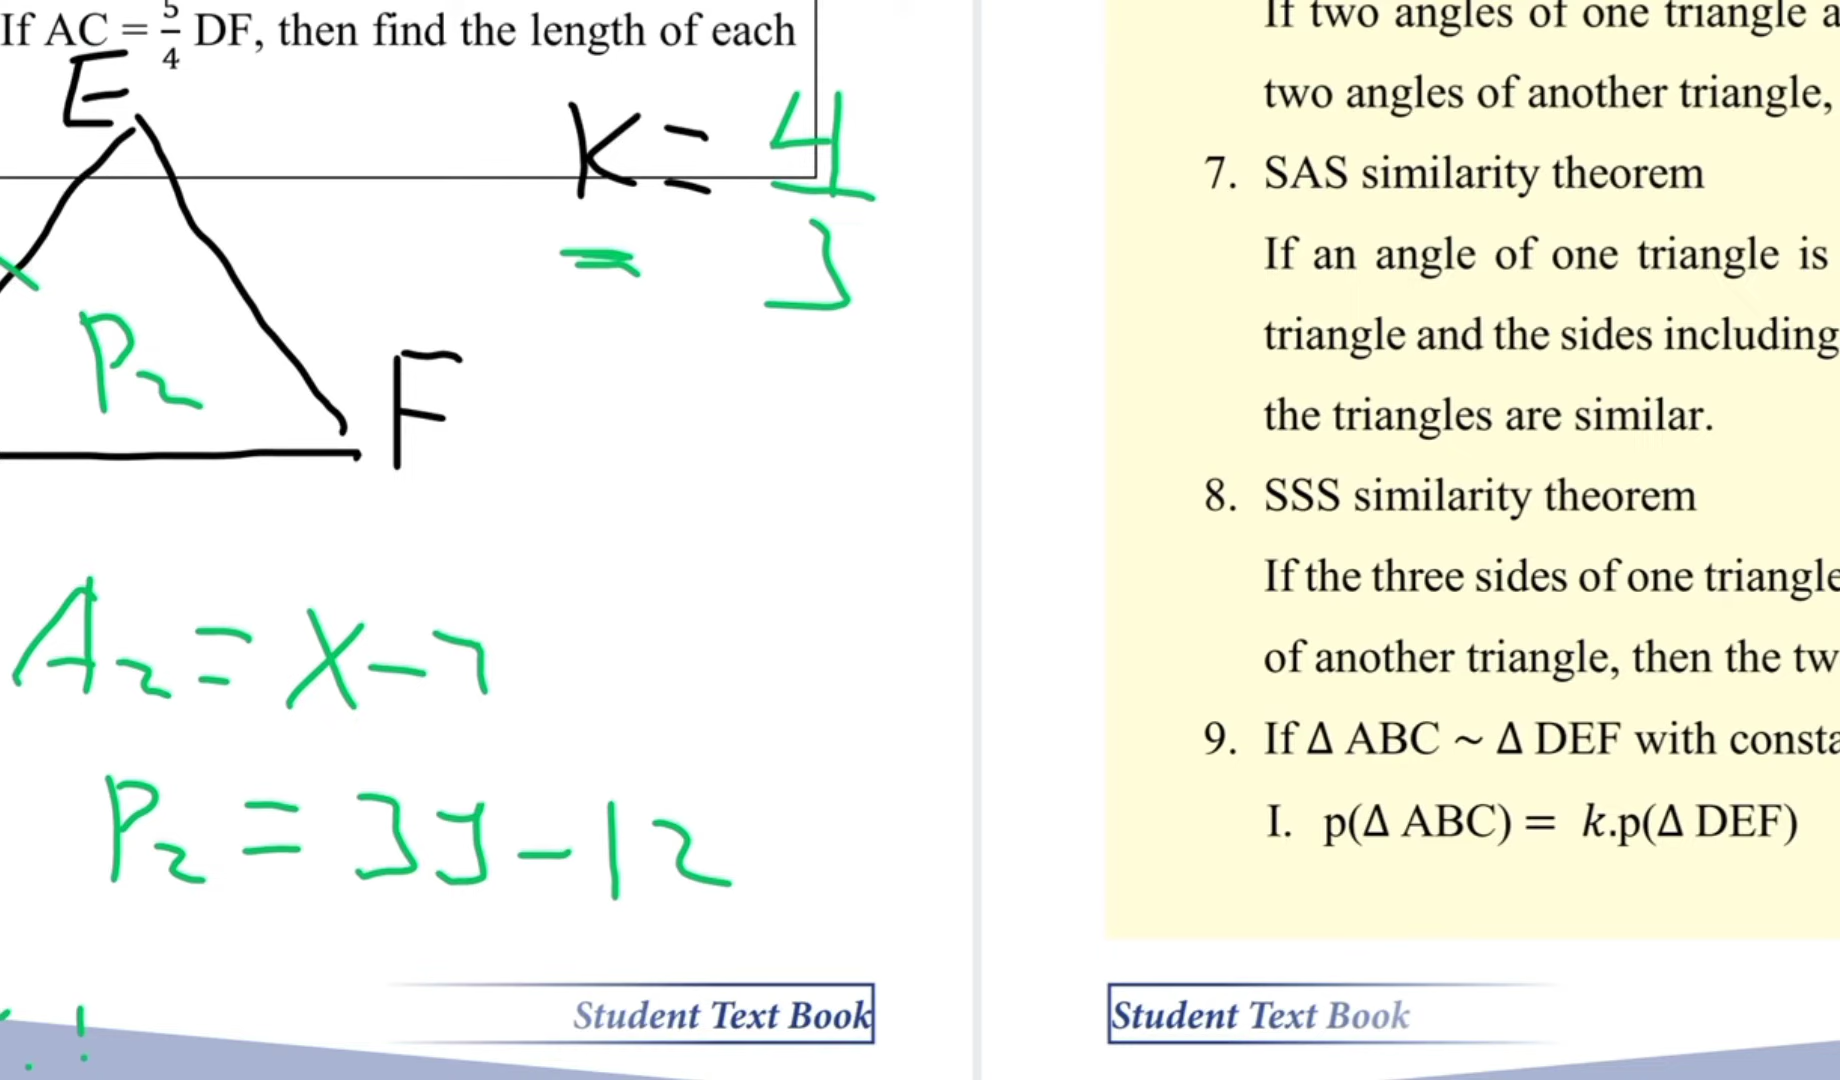 If AC = 5/4 DF, then find the length of each
E
K = 4/3
=
P2
F
A2 = x-7
P2 = 3y-12
!
Student Text Book
If two angles of one triangle a
two angles of another triangle,
7. SAS similarity theorem
If an angle of one triangle is
triangle and the sides including
the triangles are similar.
8. SSS similarity theorem
If the three sides of one triangle
of another triangle, then the tw
9. If Δ ABC ~ Δ DEF with consta
I. p(Δ ABC) = k.p(Δ DEF)
Student Text Book